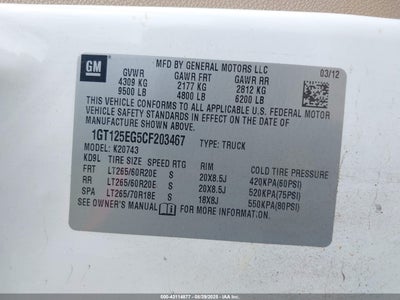 GM
MFD BY GENERAL MOTORS LLC
03/12
GVWR GAWR FRT GAWR RR
4309 KG 2177 KG 2812 KG
9500 LB 4800 LB 6200 LB
THIS VEHICLE CONFORMS TO ALL APPLICABLE U.S. FEDERAL MOTOR
VEHICLE SAFETY STANDARDS IN EFFECT ON THE DATE OF
MANUFACTURE SHOWN ABOVE.
1GT125EG5CF203467 TYPE: TRUCK
MODEL: K20743
KD9L TIRE SIZE SPEED RTG RIM COLD TIRE PRESSURE
FRT LT265/60R20E S 20X8.5J 420KPA(60PSI)
RR LT265/60R20E S 20X8.5J 520KPA(75PSI)
SPA LT265/70R18E S 18X8J 550KPA(80PSI)
SEE OWNER'S MANUAL FOR ADDITIONAL INFORMATION.